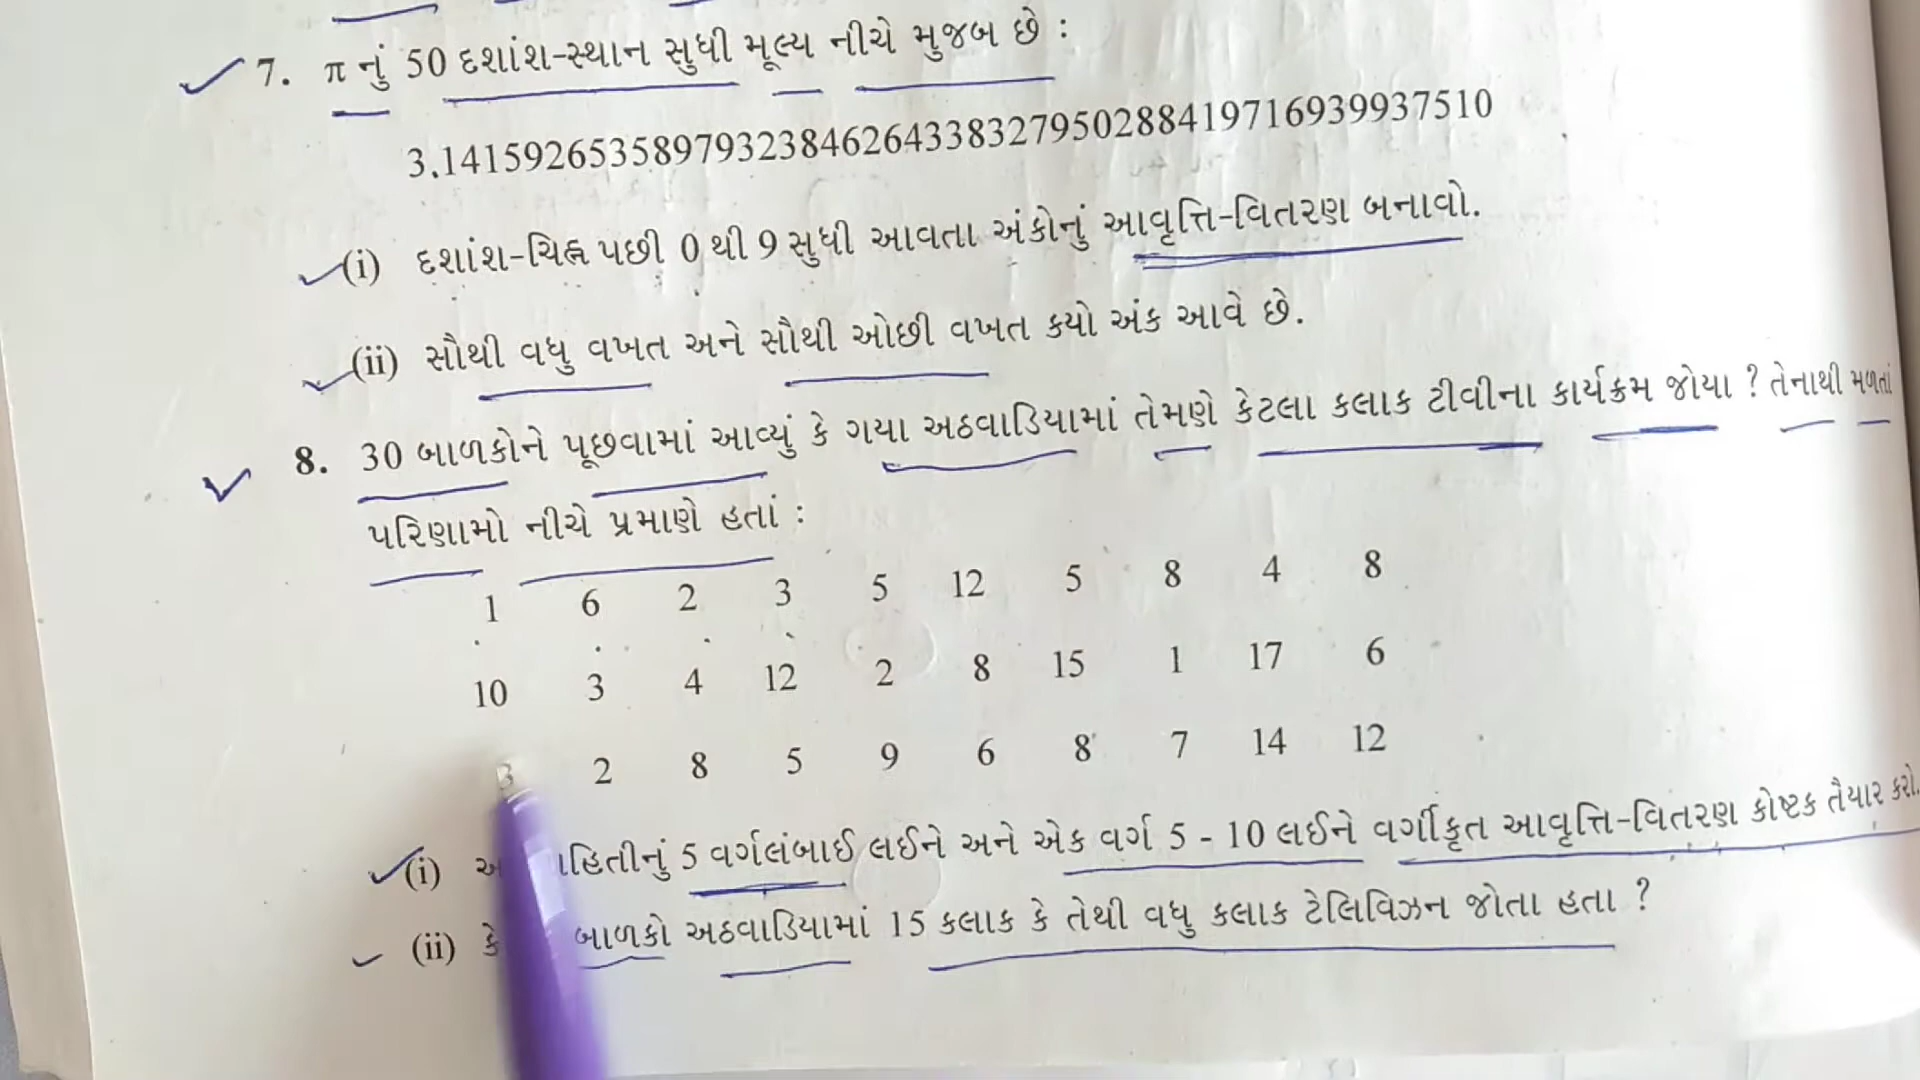 7. π નું 50 દશાંશ-સ્થાન સુધી મૂલ્ય નીચે મુજબ છે :
3.14159265358979323846264338327950288419716939937510
(i) દશાંશ-ચિહ્ન પછી 0 થી 9 સુધી આવતા અંકોનું આવૃત્તિ-વિતરણ બનાવો.
(ii) સૌથી વધુ વખત અને સૌથી ઓછી વખત કયો અંક આવે છે.
8. 30 બાળકોને પૂછવામાં આવ્યું કે ગયા અઠવાડિયામાં તેમણે કેટલા કલાક ટીવીના કાર્યક્રમ જોયા ? તેનાથી મળતાં
પરિણામો નીચે પ્રમાણે હતાં :
1 6 2 3 5 12 5 8 4 8
10 3 4 12 2 8 15 1 17 6
3 2 8 5 9 6 8 7 14 12
(i) 5 વર્ગલંબાઈ લઈને અને એક વર્ગ 5 - 10 લઈને વર્ગીકૃત આવૃત્તિ-વિતરણ કોષ્ટક તૈયાર કરો.
(ii) બાળકો અઠવાડિયામાં 15 કલાક કે તેથી વધુ કલાક ટેલિવિઝન જોતા હતા ?